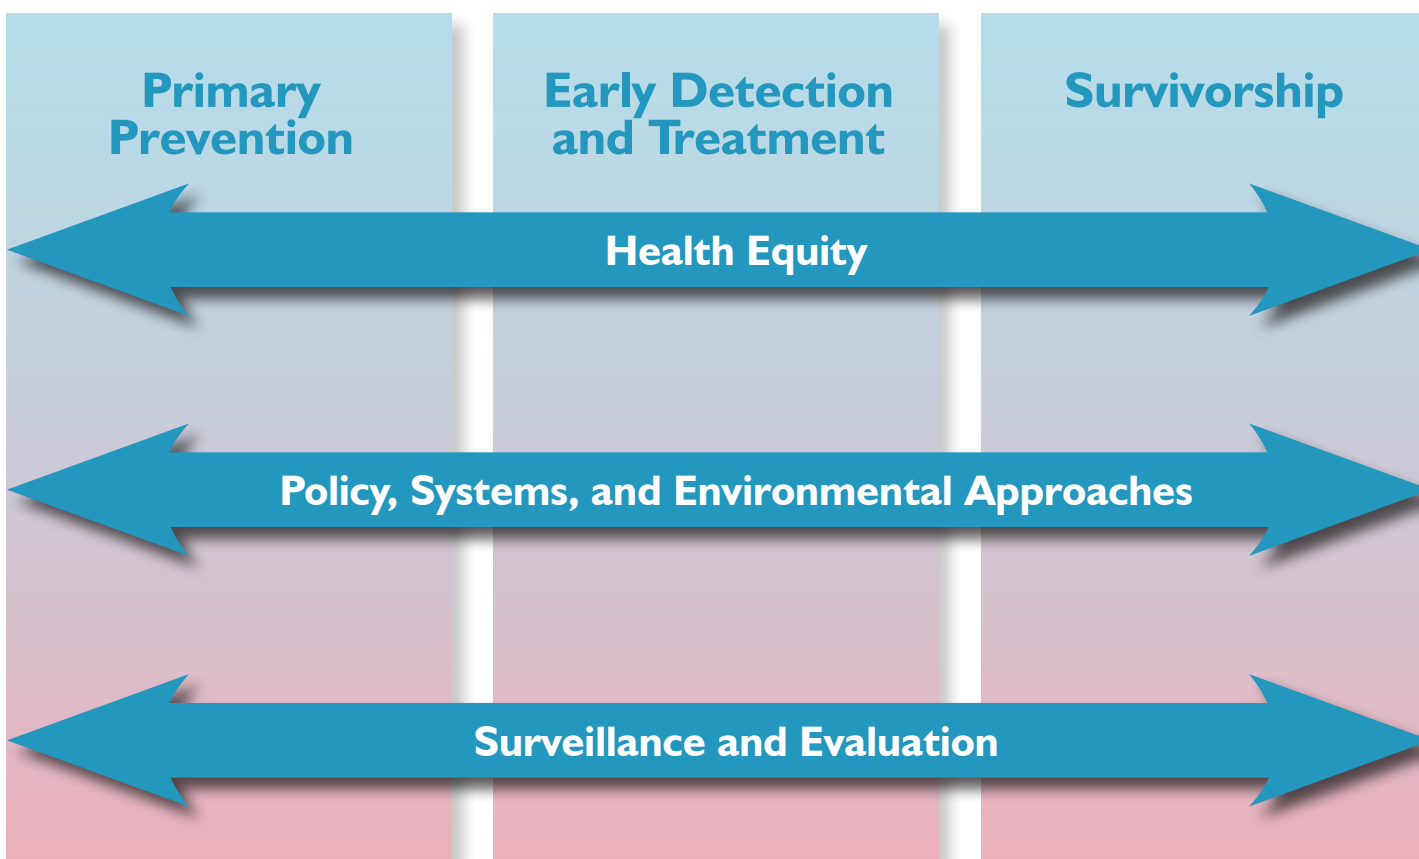 Primary
Prevention
Early Detection
and Treatment
Survivorship
Health Equity
Policy, Systems, and Environmental Approaches
Surveillance and Evaluation